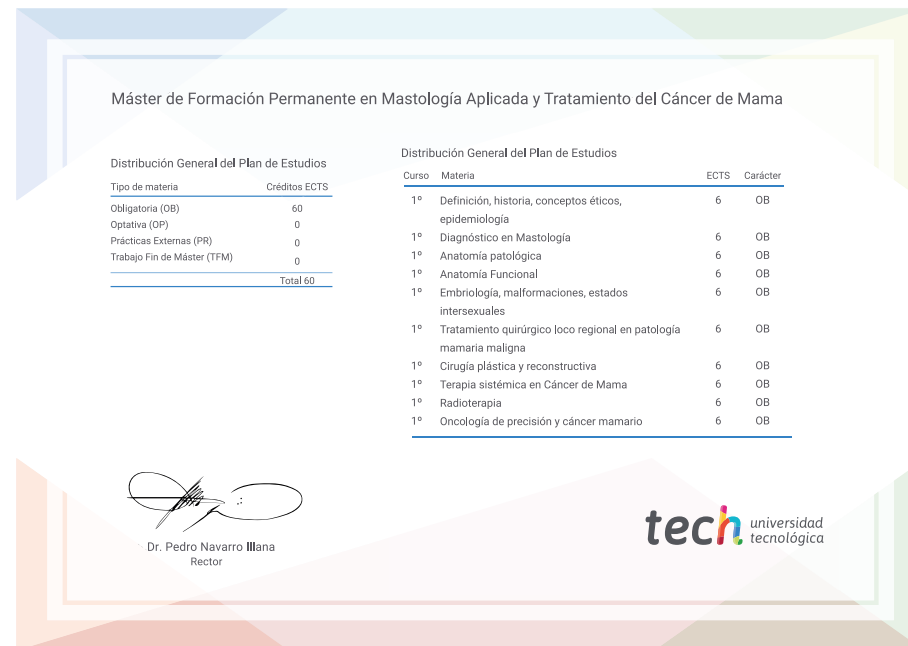 Máster de Formación Permanente en Mastología Aplicada y Tratamiento del Cáncer de Mama
Distribución General del Plan de Estudios
Tipo de materia Créditos ECTS
Obligatoria (OB) 60
Optativa (OP) 0
Prácticas Externas (PR) 0
Trabajo Fin de Máster (TFM) 0
Total 60
Distribución General del Plan de Estudios
Curso Materia ECTS Carácter
1º Definición, historia, conceptos éticos, 6 OB
epidemiología
1º Diagnóstico en Mastología 6 OB
1º Anatomía patológica 6 OB
1º Anatomía Funcional 6 OB
1º Embriología, malformaciones, estados 6 OB
intersexuales
1º Tratamiento quirúrgico loco regional en patología 6 OB
mamaria maligna
1º Cirugía plástica y reconstructiva 6 OB
1º Terapia sistémica en Cáncer de Mama 6 OB
1º Radioterapia 6 OB
1º Oncología de precisión y cáncer mamario 6 OB
Dr. Pedro Navarro Illana
Rector
tech universidad
tecnológica